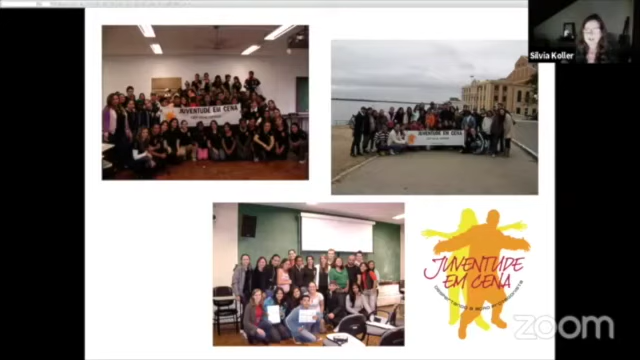 Silvia Koller
JUVENTUDE EM CENA
JUVENTUDE EM CENA
JUVENTUDE
EM CENA
zoom